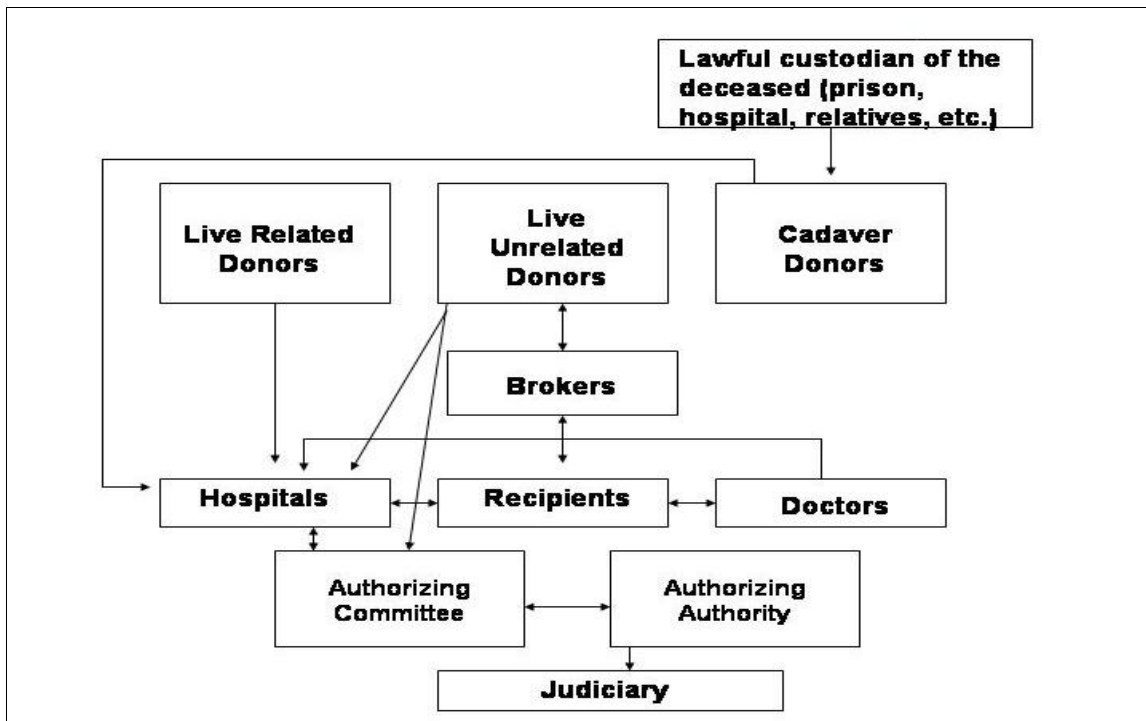 Lawful custodian of the
deceased (prison,
hospital, relatives, etc.)
Live Related
Donors
Live
Unrelated
Donors
Cadaver
Donors
Brokers
Hospitals
Recipients
Doctors
Authorizing
Committee
Authorizing
Authority
Judiciary